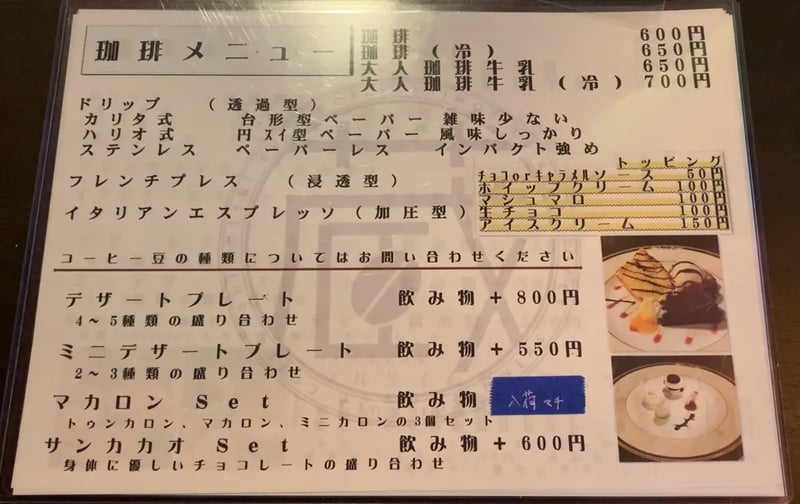 珈琲メニュー
珈琲 600円
珈琲（冷） 650円
大人珈琲牛乳 650円
大人珈琲牛乳（冷） 700円
ドリップ （透過型）
カリタ式 台形型ペーパー 雑味少ない
ハリオ式 円スイ型ペーパー 風味しっかり
ステンレス ペーパーレス インパクト強め
フレンチプレス （浸透型）
イタリアンエスプレッソ（加圧型）
トッピング
チョコorキャラメルソース 50円
ホイップクリーム 100円
マシュマロ 100円
生チョコ 100円
アイスクリーム 150円
コーヒー豆の種類についてはお問い合わせください
デザートプレート 飲み物＋800円
4～5種類の盛り合わせ
ミニデザートプレート 飲み物＋550円
2～3種類の盛り合わせ
マカロン Set 飲み物 入荷マチ
トゥンカロン、マカロン、ミニカロンの3個セット
サンカカオ Set 飲み物＋600円
身体に優しいチョコレートの盛り合わせ